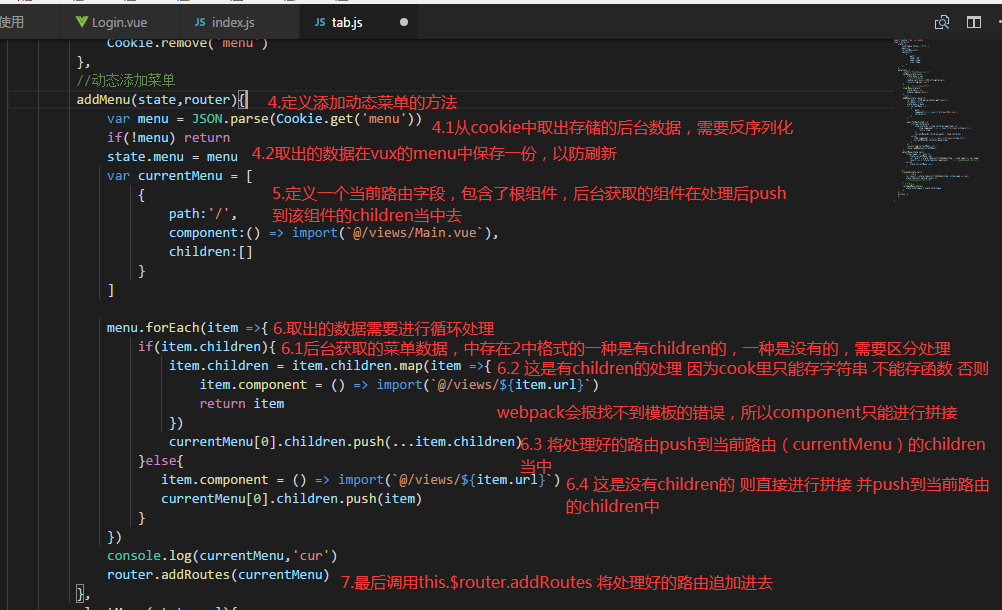 使用
Login.vue
JS index.js
JS tab.js
Cookie.remove('menu')
},
//动态添加菜单
addMenu(state,router){ 4.定义添加动态菜单的方法
var menu = JSON.parse(Cookie.get('menu')) 4.1从cookie中取出存储的后台数据，需要反序列化
if(!menu) return
state.menu = menu 4.2取出的数据在vux的menu中保存一份，以防刷新
var currentMenu = [
{ 5.定义一个当前路由字段，包含了根组件，后台获取的组件在处理后push
path:'/', 到该组件的children当中去
component:() => import(`@/views/Main.vue`),
children:[]
}
]
menu.forEach(item =>{ 6.取出的数据需要进行循环处理
if(item.children){ 6.1后台获取的菜单数据，中存在2中格式的一种是有children的，一种是没有的，需要区分处理
item.children = item.children.map(item =>{ 6.2 这是有children的处理 因为cook里只能存字符串 不能存函数 否则
item.component = () => import(`@/views/${item.url}`)
return item
webpack会报找不到模板的错误，所以component只能进行拼接
})
currentMenu[0].children.push(...item.children) 6.3 将处理好的路由push到当前路由（currentMenu）的children
}else{ 当中
item.component = () => import(`@/views/${item.url}`) 6.4 这是没有children的 则直接进行拼接 并push到当前路由
currentMenu[0].children.push(item) 的children中
}
})
console.log(currentMenu,'cur')
router.addRoutes(currentMenu) 7.最后调用this.$router.addRoutes 将处理好的路由追加进去
},